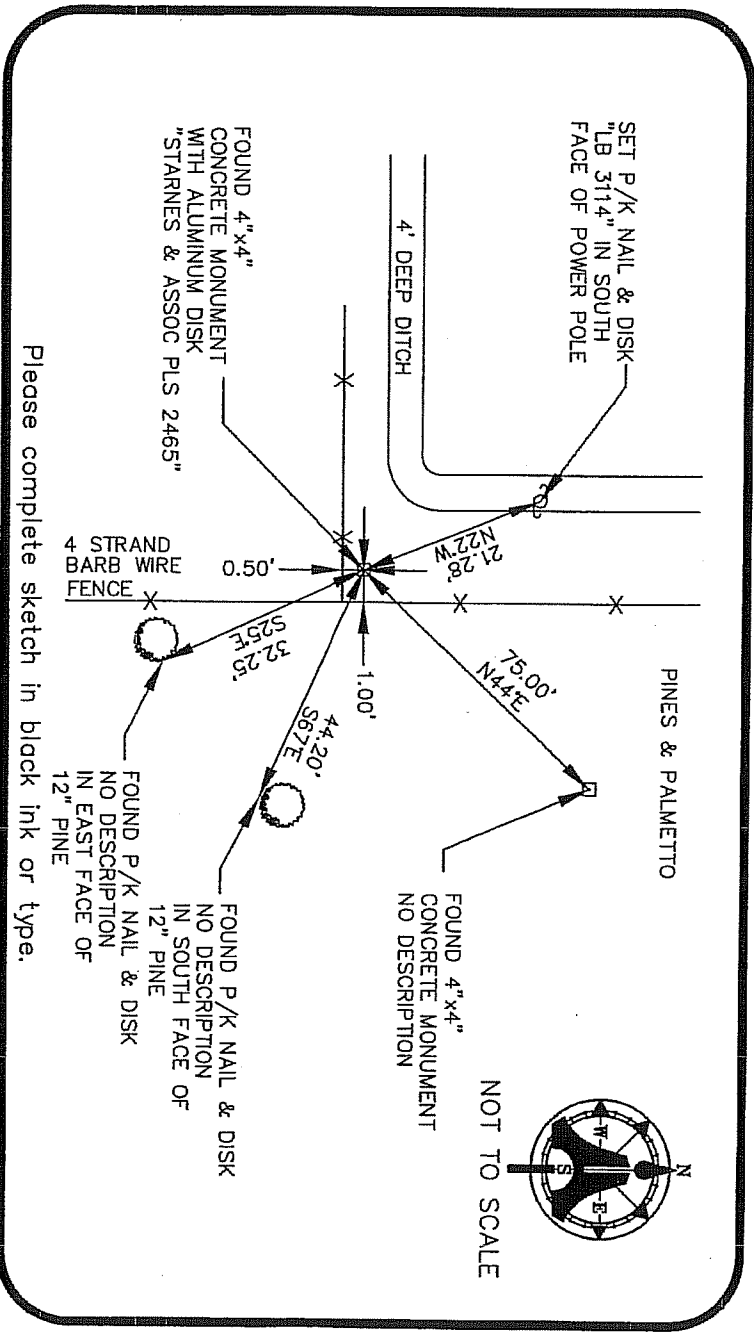 SET P/K NAIL & DISK
"LB 3114" IN SOUTH
FACE OF POWER POLE
PINES & PALMETTO
N
W
E
S
NOT TO SCALE
4' DEEP DITCH
21.28'
N22°W
75.00'
N44°E
FOUND 4"x4"
CONCRETE MONUMENT
NO DESCRIPTION
FOUND 4"x4"
CONCRETE MONUMENT
WITH ALUMINUM DISK
"STARNES & ASSOC PLS 2465"
0.50'
1.00'
44.20'
S67°E
32.25'
S25°E
4 STRAND
BARB WIRE
FENCE
FOUND P/K NAIL & DISK
NO DESCRIPTION
IN SOUTH FACE OF
12" PINE
FOUND P/K NAIL & DISK
NO DESCRIPTION
IN EAST FACE OF
12" PINE
Please complete sketch in black ink or type.